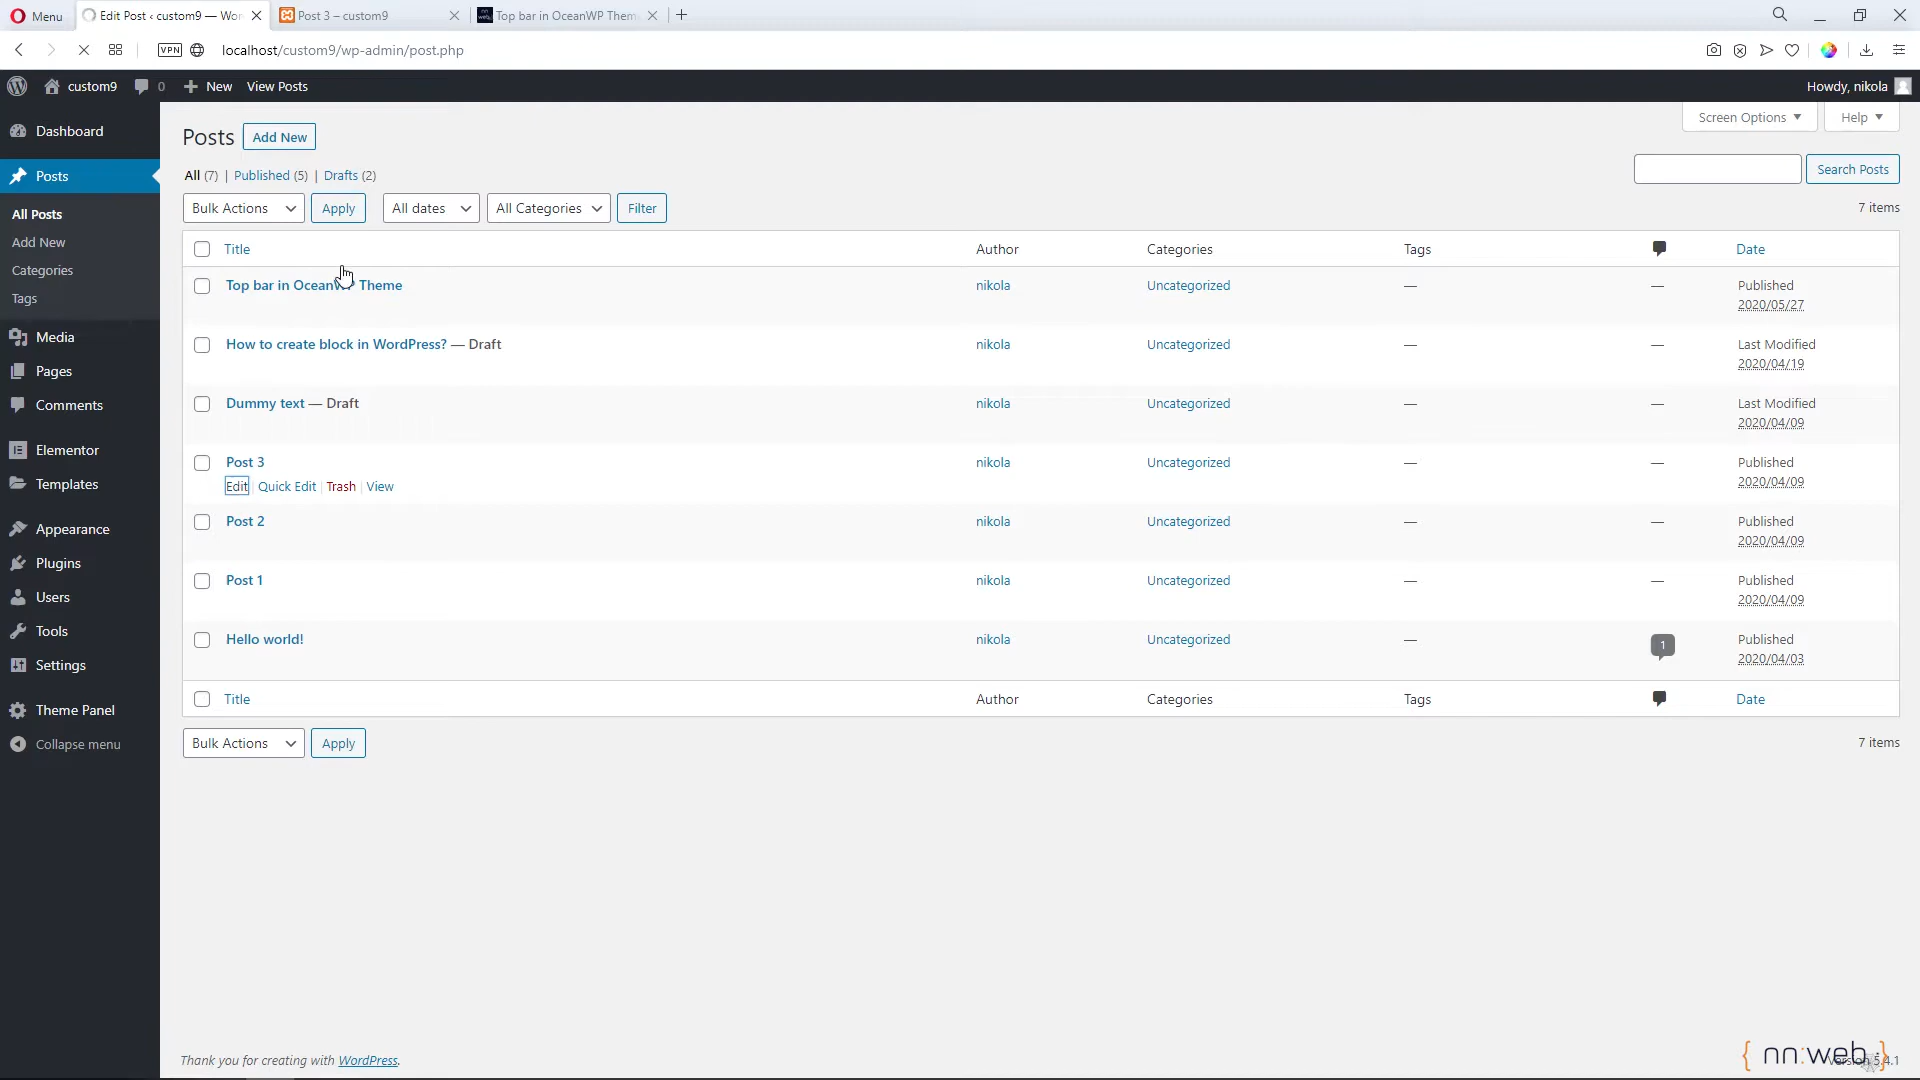 Menu
Edit Post ‹ custom9 — Wor
Post 3 – custom9
Top bar in OceanWP Them
VPN
localhost/custom9/wp-admin/post.php
custom9
0
New
View Posts
Howdy, nikola
Dashboard
Posts
All Posts
Add New
Categories
Tags
Media
Pages
Comments
Elementor
Templates
Appearance
Plugins
Users
Tools
Settings
Theme Panel
Collapse menu
Posts Add New
Screen Options
Help
All (7) | Published (5) | Drafts (2)
Search Posts
Bulk Actions Apply All dates All Categories Filter
7 items
Title Author Categories Tags Date
Top bar in OceanWP Theme nikola Uncategorized — — Published
2020/05/27
How to create block in WordPress? — Draft nikola Uncategorized — — Last Modified
2020/04/19
Dummy text — Draft nikola Uncategorized — — Last Modified
2020/04/09
Post 3 nikola Uncategorized — — Published
Edit | Quick Edit | Trash | View 2020/04/09
Post 2 nikola Uncategorized — — Published
2020/04/09
Post 1 nikola Uncategorized — — Published
2020/04/09
Hello world! nikola Uncategorized — 1 Published
2020/04/03
Title Author Categories Tags Date
Bulk Actions Apply
7 items
Thank you for creating with WordPress.
{ nn:web; }
Version 5.4.1